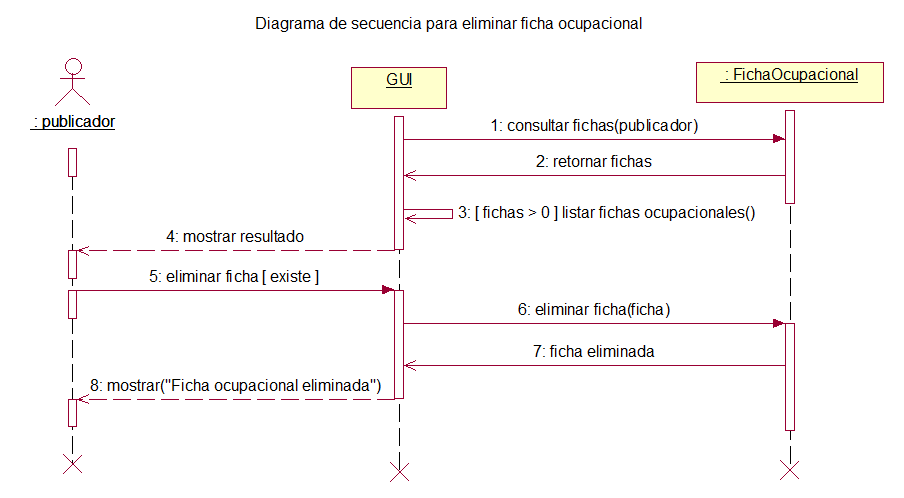 Diagrama de secuencia para eliminar ficha ocupacional
: publicador
GUI
: FichaOcupacional
1: consultar fichas(publicador)
2: retornar fichas
3: [ fichas > 0 ] listar fichas ocupacionales()
4: mostrar resultado
5: eliminar ficha [ existe ]
6: eliminar ficha(ficha)
7: ficha eliminada
8: mostrar("Ficha ocupacional eliminada")